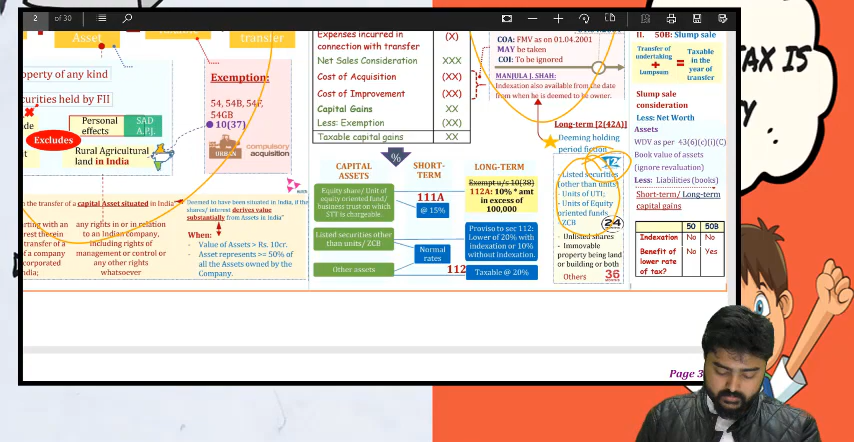 2 of 30
Asset
transfer
operty of any kind
curities held by FII
Exemption:
54, 54B, 54F,
54GB
10(37)
URBAN
compulsory
acquisition
Personal
effects
SAD
A.P.J.
Excludes
Rural Agricultural
land in India
the transfer of a capital Asset situated in India
Deemed to have been situated in India, if the
shares/ interest derives value
substantially from Assets in India"
any rights in or in relation
to an Indian company,
including rights of
management or control or
any other rights
whatsoever
When:
- Value of Assets > Rs. 10cr.
- Asset represents >= 50% of
all the Assets owned by the
Company.
Expenses incurred in
connection with transfer
(X)
Net Sales Consideration XXX
Cost of Acquisition (XX)
Cost of Improvement (XX)
Capital Gains XX
Less: Exemption (XX)
Taxable capital gains XX
COA: FMV as on 01.04.2001
MAY be taken
COI: To be ignored
MANJULA J. SHAH:
Indexation also available from the date
from when he is deemed to be owner.
%
CAPITAL
ASSETS
SHORT-
TERM
LONG-TERM
Equity share/ Unit of
equity oriented fund/
business trust on which
STT is chargeable.
111A
@ 15%
Exempt u/s 10(38)
112A: 10% * amt
in excess of
100,000
Listed securities other
than units/ ZCB
Normal
rates
Proviso to sec 112:
Lower of 20% with
indexation or 10%
without indexation.
Other assets
112
Taxable @ 20%
Long-term [2(42A)]
Deeming holding
period fiction
12
- Listed securities
(other than units)
- Units of UTI;
- Units of Equity
oriented funds
- ZCB
24
- Unlisted shares
- Immovable
property being land
or building or both
Others 36
MONTHS
II. 50B: Slump sale
Transfer of
undertaking
+
Lumpsum
=
Taxable
in the
year of
transfer
Slump sale
consideration
Less: Net Worth
Assets
WDV as per 43(6)(c)(i)(C)
Book value of assets
(ignore revaluation)
Less: Liabilities (books)
Short-term/ Long-term
capital gains
50 50B
Indexation No No
Benefit of
lower rate
of tax?
No Yes
Page 3
AX IS